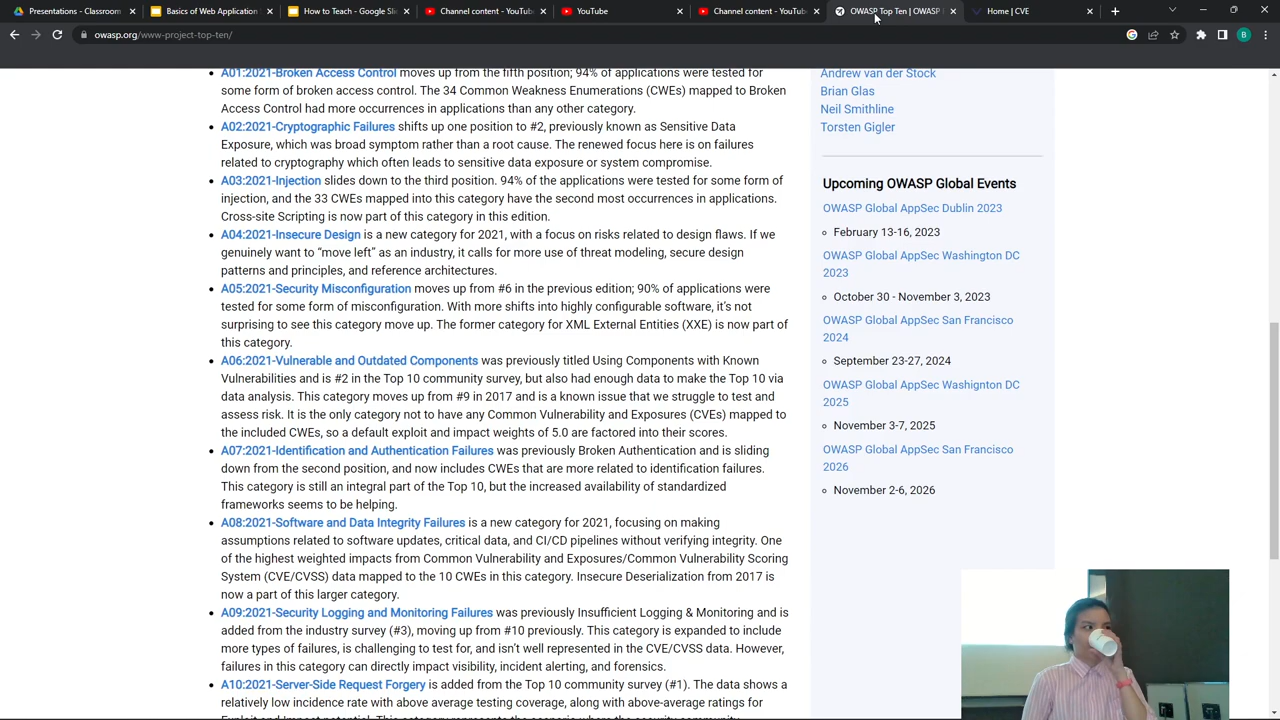 Presentations - Classroom
Basics of Web Application
How to Teach - Google Sli
Channel content - YouTub
YouTube
Channel content - YouTub
OWASP Top Ten | OWASP
Home | CVE
owasp.org/www-project-top-ten/
B
A01:2021-Broken Access Control moves up from the fifth position; 94% of applications were tested for
some form of broken access control. The 34 Common Weakness Enumerations (CWEs) mapped to Broken
Access Control had more occurrences in applications than any other category.
A02:2021-Cryptographic Failures shifts up one position to #2, previously known as Sensitive Data
Exposure, which was broad symptom rather than a root cause. The renewed focus here is on failures
related to cryptography which often leads to sensitive data exposure or system compromise.
A03:2021-Injection slides down to the third position. 94% of the applications were tested for some form of
injection, and the 33 CWEs mapped into this category have the second most occurrences in applications.
Cross-site Scripting is now part of this category in this edition.
A04:2021-Insecure Design is a new category for 2021, with a focus on risks related to design flaws. If we
genuinely want to “move left” as an industry, it calls for more use of threat modeling, secure design
patterns and principles, and reference architectures.
A05:2021-Security Misconfiguration moves up from #6 in the previous edition; 90% of applications were
tested for some form of misconfiguration. With more shifts into highly configurable software, it’s not
surprising to see this category move up. The former category for XML External Entities (XXE) is now part of
this category.
A06:2021-Vulnerable and Outdated Components was previously titled Using Components with Known
Vulnerabilities and is #2 in the Top 10 community survey, but also had enough data to make the Top 10 via
data analysis. This category moves up from #9 in 2017 and is a known issue that we struggle to test and
assess risk. It is the only category not to have any Common Vulnerability and Exposures (CVEs) mapped to
the included CWEs, so a default exploit and impact weights of 5.0 are factored into their scores.
A07:2021-Identification and Authentication Failures was previously Broken Authentication and is sliding
down from the second position, and now includes CWEs that are more related to identification failures.
This category is still an integral part of the Top 10, but the increased availability of standardized
frameworks seems to be helping.
A08:2021-Software and Data Integrity Failures is a new category for 2021, focusing on making
assumptions related to software updates, critical data, and CI/CD pipelines without verifying integrity. One
of the highest weighted impacts from Common Vulnerability and Exposures/Common Vulnerability Scoring
System (CVE/CVSS) data mapped to the 10 CWEs in this category. Insecure Deserialization from 2017 is
now a part of this larger category.
A09:2021-Security Logging and Monitoring Failures was previously Insufficient Logging & Monitoring and is
added from the industry survey (#3), moving up from #10 previously. This category is expanded to include
more types of failures, is challenging to test for, and isn’t well represented in the CVE/CVSS data. However,
failures in this category can directly impact visibility, incident alerting, and forensics.
A10:2021-Server-Side Request Forgery is added from the Top 10 community survey (#1). The data shows a
relatively low incidence rate with above average testing coverage, along with above-average ratings for
Andrew van der Stock
Brian Glas
Neil Smithline
Torsten Gigler
Upcoming OWASP Global Events
OWASP Global AppSec Dublin 2023
February 13-16, 2023
OWASP Global AppSec Washington DC
2023
October 30 - November 3, 2023
OWASP Global AppSec San Francisco
2024
September 23-27, 2024
OWASP Global AppSec Washignton DC
2025
November 3-7, 2025
OWASP Global AppSec San Francisco
2026
November 2-6, 2026